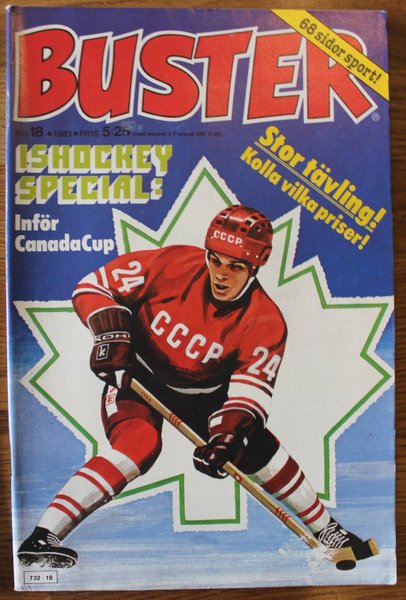 BUSTER
68 sidor sport!
®
NR 18 • 1981 • PRIS 5:25
ISHOCKEY
SPECIAL:
Inför
CanadaCup
Stor tävling!
Kolla vilka priser!
CCCP
24
CCCP
24
KOHO
k
732-18